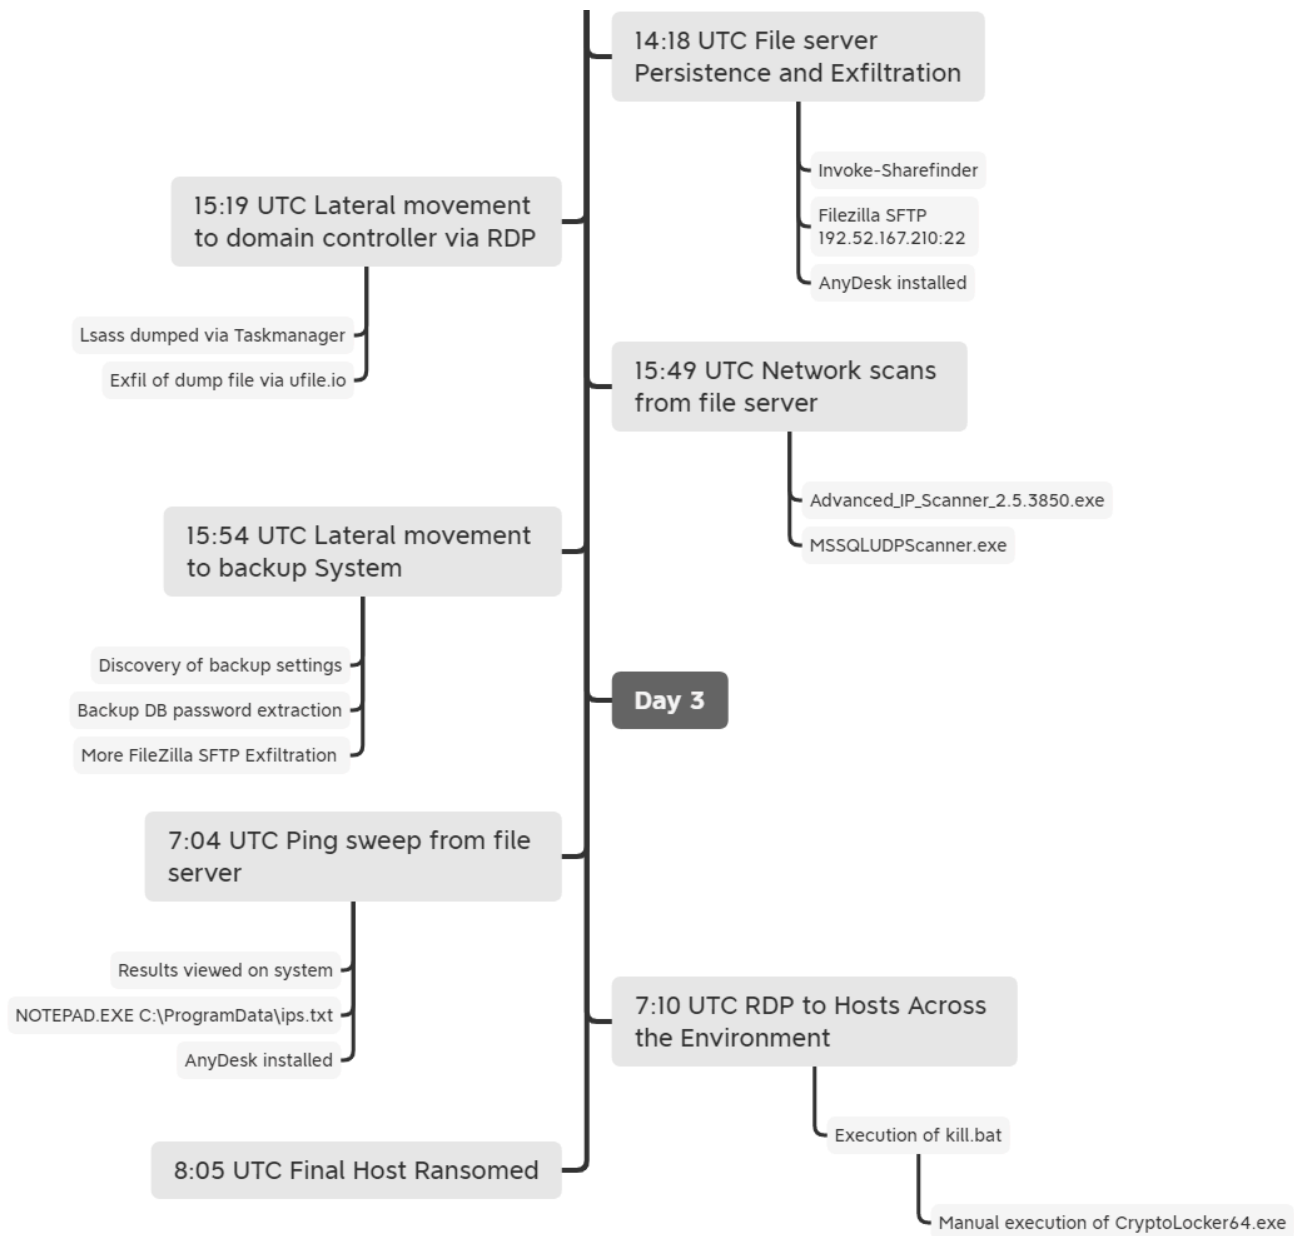 14:18 UTC File server
Persistence and Exfiltration
Invoke-Sharefinder
Filezilla SFTP
192.52.167.210:22
AnyDesk installed
15:19 UTC Lateral movement
to domain controller via RDP
Lsass dumped via Taskmanager
Exfil of dump file via ufile.io
15:49 UTC Network scans
from file server
Advanced_IP_Scanner_2.5.3850.exe
MSSQLUDPScanner.exe
15:54 UTC Lateral movement
to backup System
Discovery of backup settings
Backup DB password extraction
More FileZilla SFTP Exfiltration
Day 3
7:04 UTC Ping sweep from file
server
Results viewed on system
NOTEPAD.EXE C:\ProgramData\ips.txt
AnyDesk installed
7:10 UTC RDP to Hosts Across
the Environment
Execution of kill.bat
Manual execution of CryptoLocker64.exe
8:05 UTC Final Host Ransomed